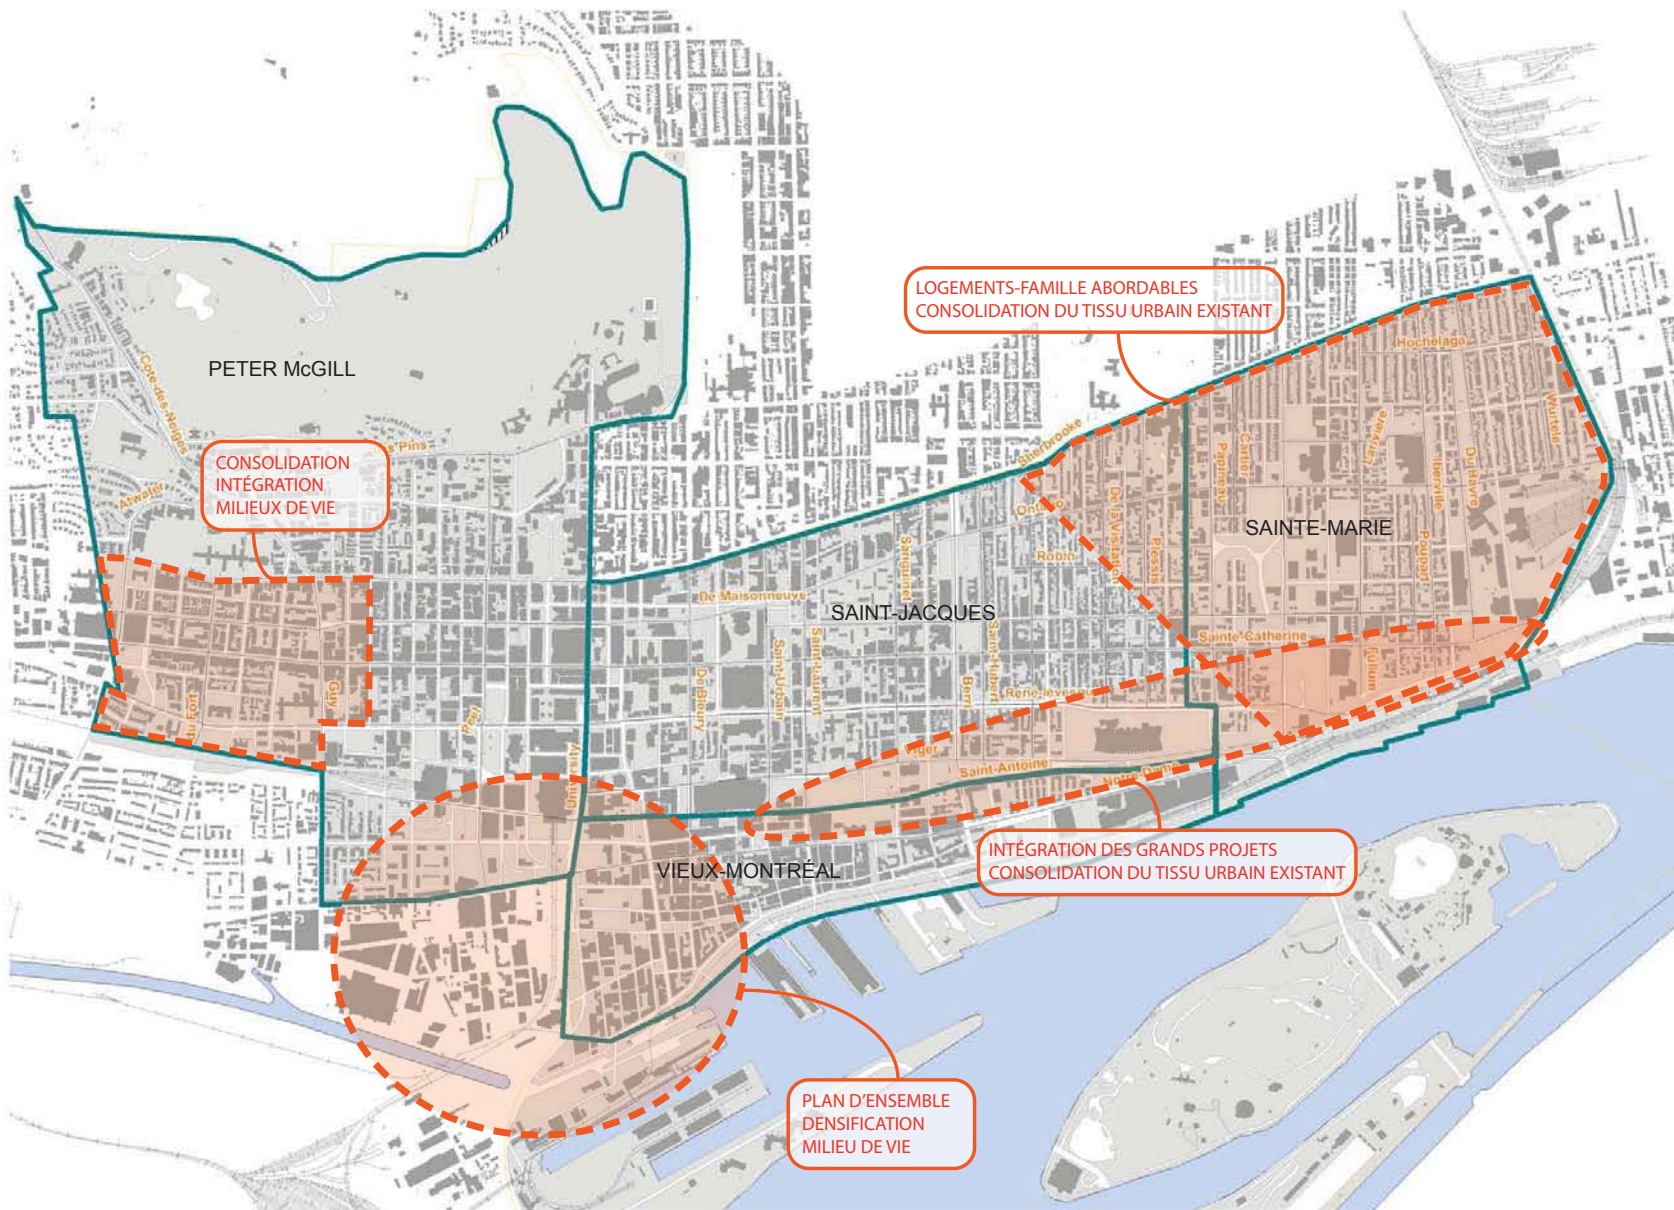 LOGEMENTS-FAMILLE ABORDABLES
CONSOLIDATION DU TISSU URBAIN EXISTANT
PETER McGILL
Hochelaga
Cote-des-Neiges
Wurtele
s Pins
Sherbrooke
CONSOLIDATION
INTÉGRATION
MILIEUX DE VIE
Atwater
Cartier
Papineau
Larivière
Iberville
Du Havre
Ontario
De la Visitation
Plessis
SAINTE-MARIE
Robin
Sanguinet
Poupart
De Maisonneuve
SAINT-JACQUES
Sainte-Catherine
Saint-Hubert
Saint-Laurent
Saint-Urbain
De Bleury
Berri
René-lévesque
Fullum
Guy
du Fort
Peel
University
Viger
Saint-Antoine
Notre-Dame
INTÉGRATION DES GRANDS PROJETS
CONSOLIDATION DU TISSU URBAIN EXISTANT
VIEUX-MONTRÉAL
PLAN D'ENSEMBLE
DENSIFICATION
MILIEU DE VIE